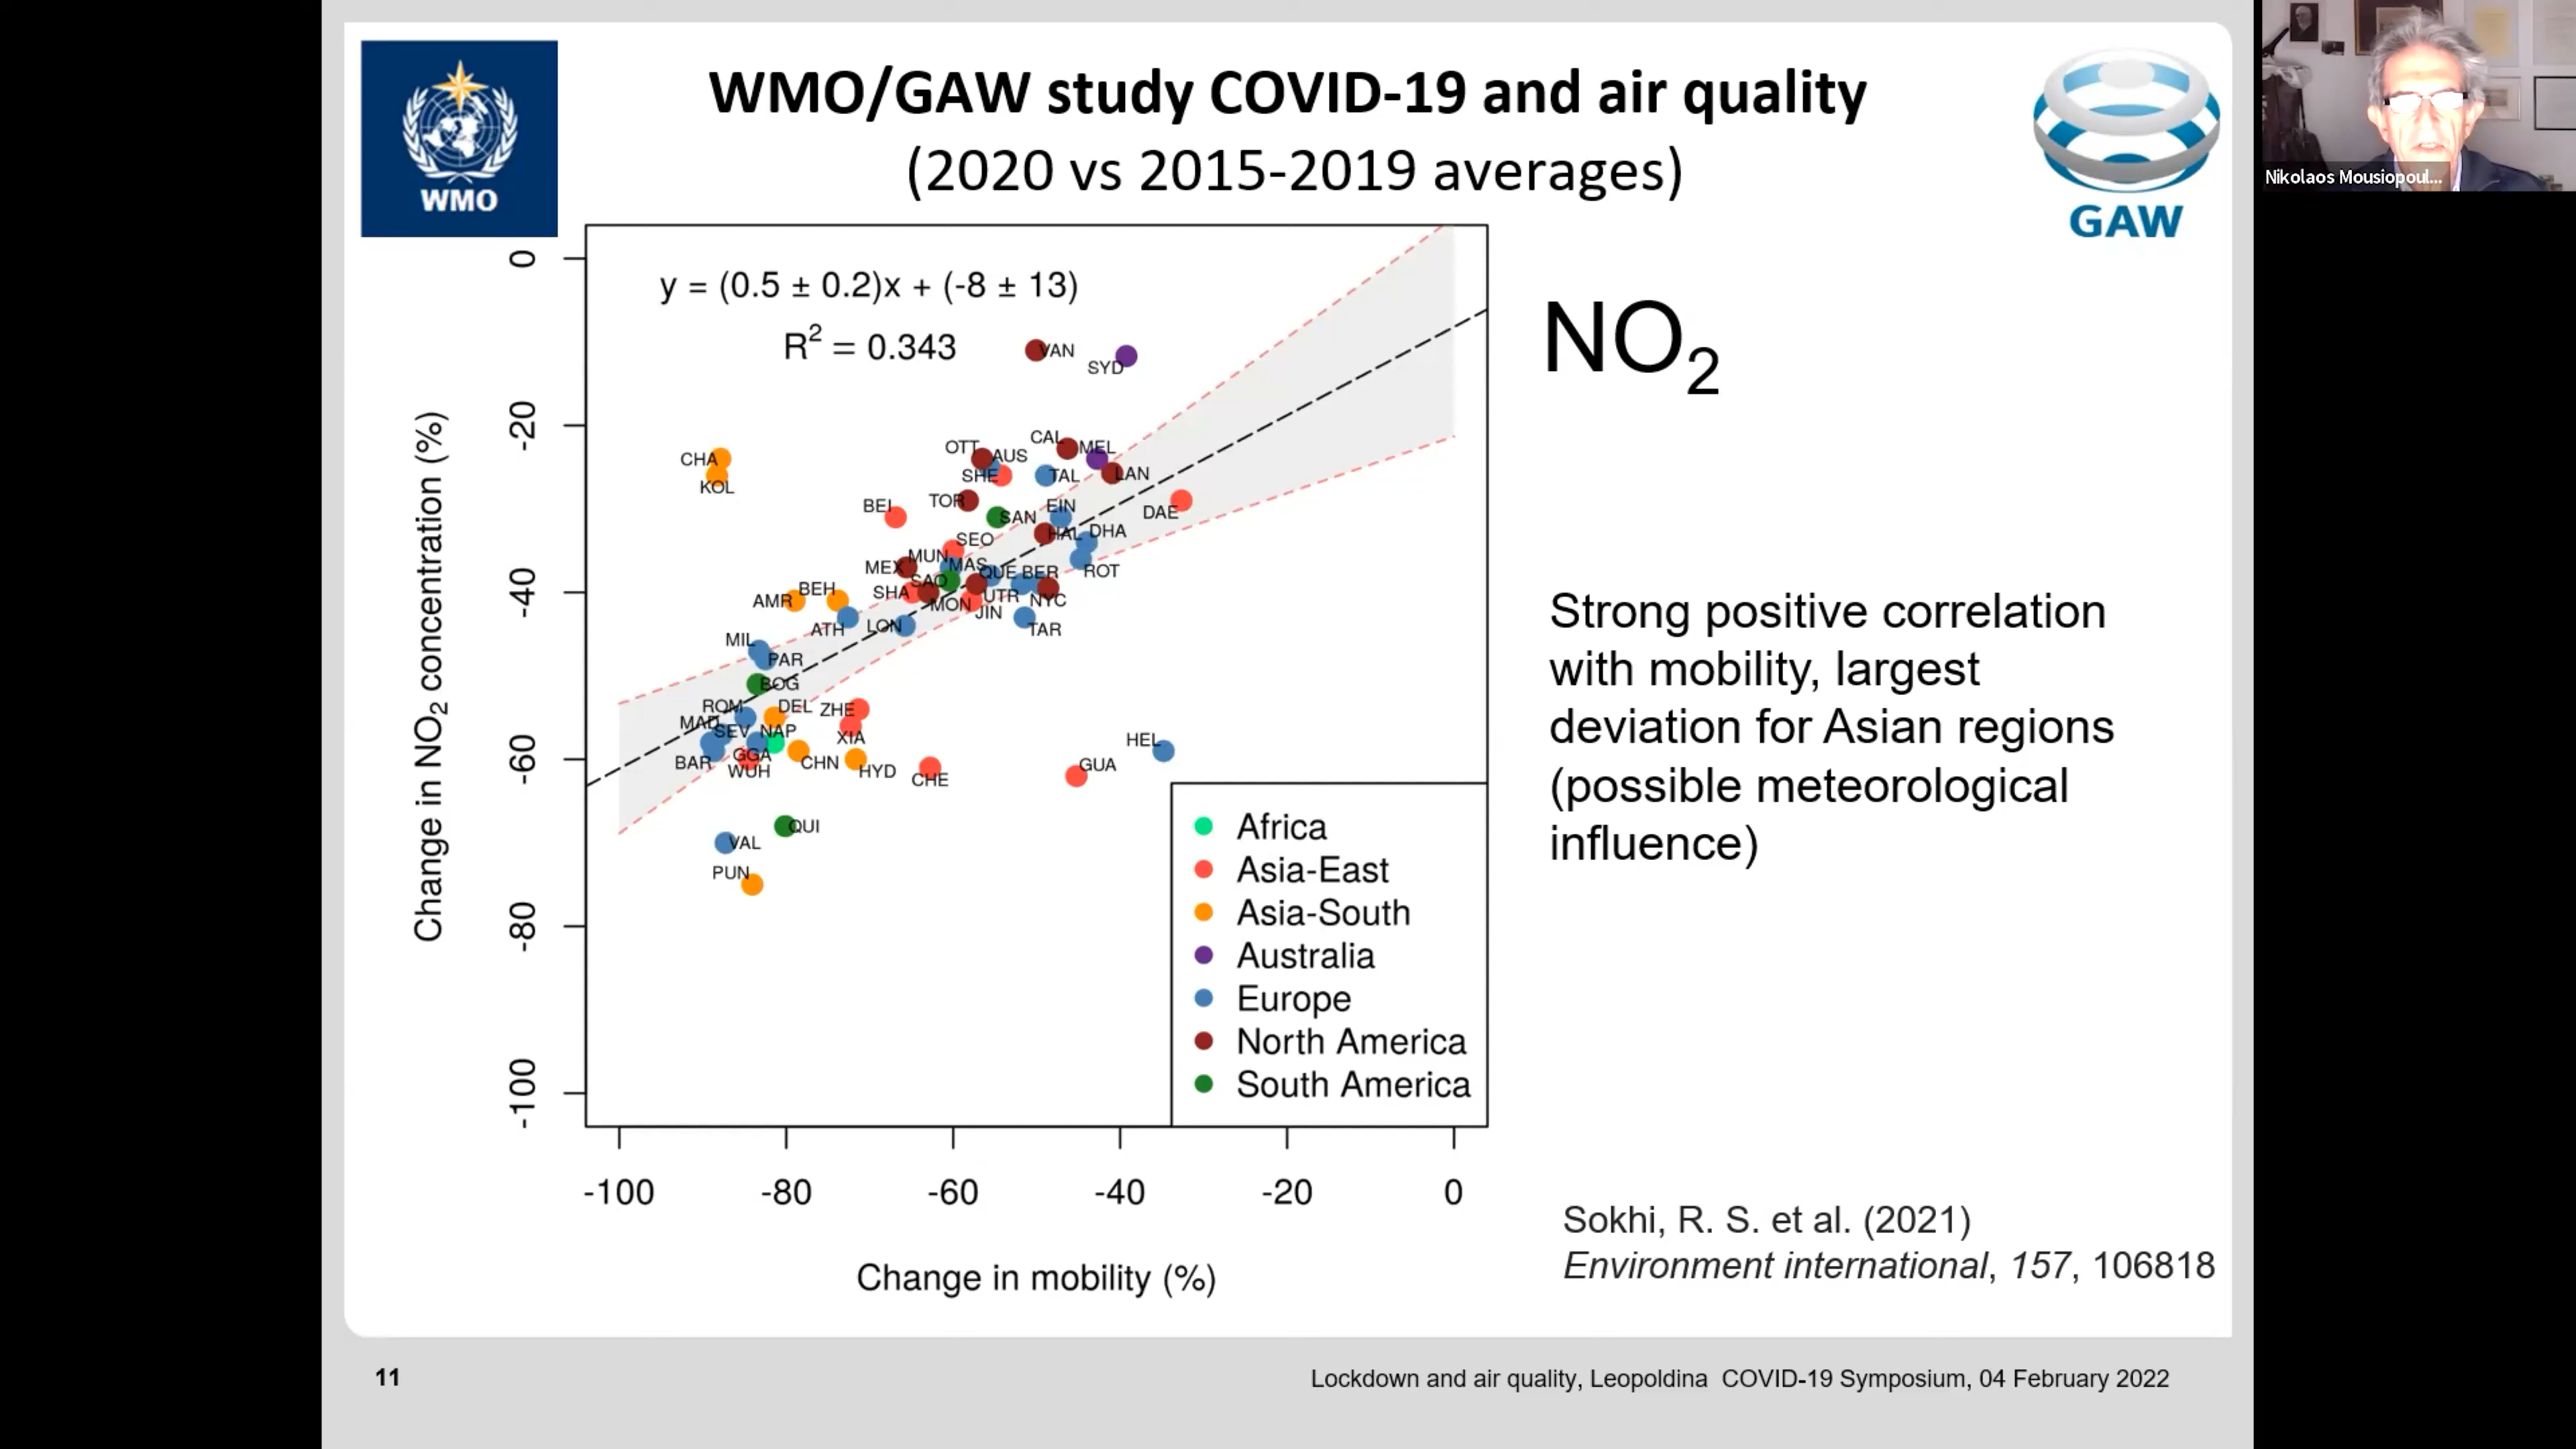 WMO/GAW study COVID-19 and air quality
(2020 vs 2015-2019 averages)
WMO
GAW
Nikolaos Mousiopoul...
y = (0.5 ± 0.2)x + (-8 ± 13)
R² = 0.343
NO₂
Strong positive correlation
with mobility, largest
deviation for Asian regions
(possible meteorological
influence)
Change in NO₂ concentration (%)
0
-20
-40
-60
-80
-100
VAN
SYD
CHA
KOL
OTT
AUS
SHE
CAL
MEL
TAL
LAN
BEI
TOR
SAN
EIN
DAE
HAL
DHA
SEO
MUN
MAS
MEX
SAO
QUE
BER
ROT
AMR
BEH
SHA
MON
UTR
JIN
NYC
ATH
LON
TAR
MIL
PAR
BOG
ROM
DEL
ZHE
MAD
SEV
NAP
XIA
BAR
GGA
WUH
CHN
HYD
CHE
GUA
HEL
QUI
VAL
PUN
Africa
Asia-East
Asia-South
Australia
Europe
North America
South America
-100
-80
-60
-40
-20
0
Change in mobility (%)
Sokhi, R. S. et al. (2021)
Environment international, 157, 106818
11
Lockdown and air quality, Leopoldina COVID-19 Symposium, 04 February 2022